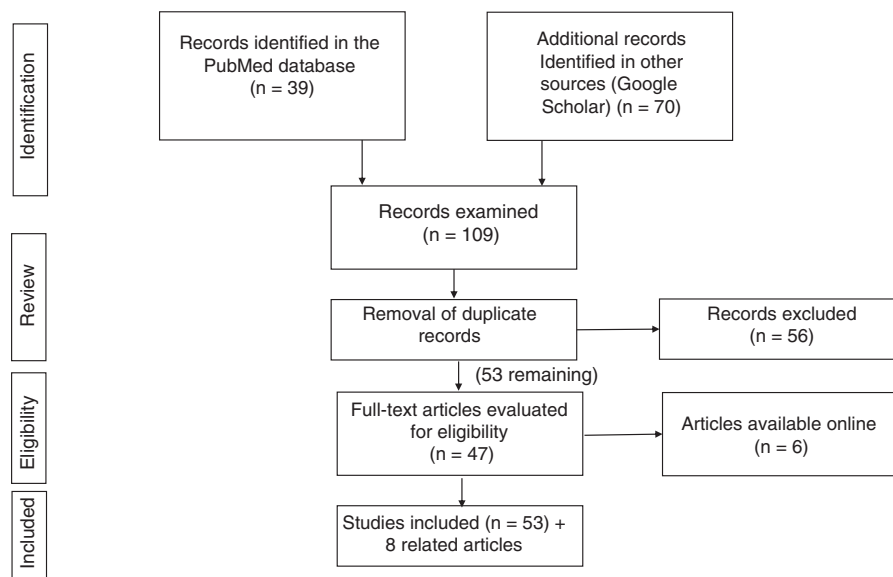 Identification
Records identified in the
PubMed database
(n = 39)
Additional records
Identified in other
sources (Google
Scholar) (n = 70)
Records examined
(n = 109)
Review
Removal of duplicate
records
Records excluded
(n = 56)
(53 remaining)
Eligibility
Full-text articles evaluated
for eligibility
(n = 47)
Articles available online
(n = 6)
Included
Studies included (n = 53) +
8 related articles